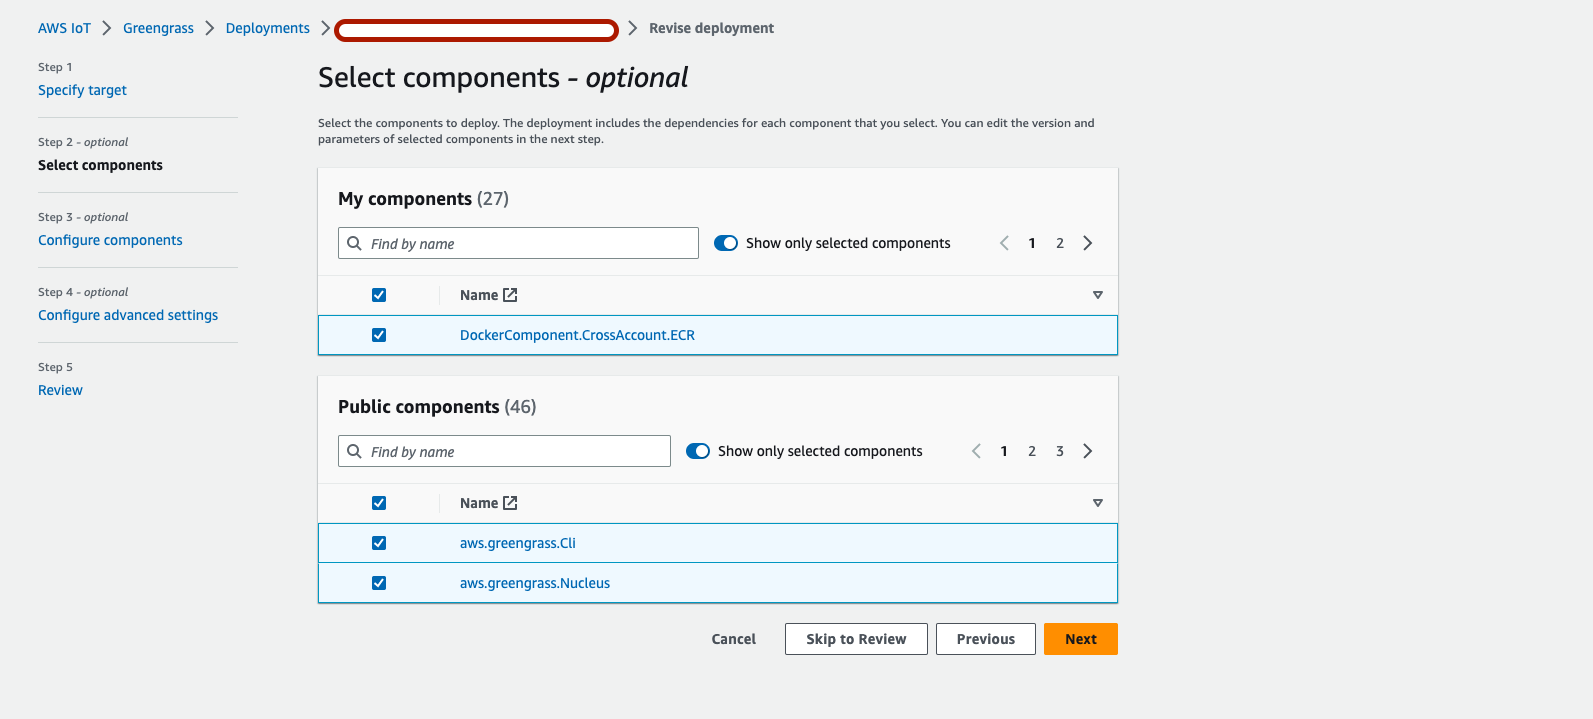 AWS IoT
Greengrass
Deployments
Revise deployment
Step 1
Specify target
Step 2 - optional
Select components
Step 3 - optional
Configure components
Step 4 - optional
Configure advanced settings
Step 5
Review
Select components - optional
Select the components to deploy. The deployment includes the dependencies for each component that you select. You can edit the version and
parameters of selected components in the next step.
My components (27)
Find by name
Show only selected components
1 2
Name
DockerComponent.CrossAccount.ECR
Public components (46)
Find by name
Show only selected components
1 2 3
Name
aws.greengrass.Cli
aws.greengrass.Nucleus
Cancel
Skip to Review
Previous
Next